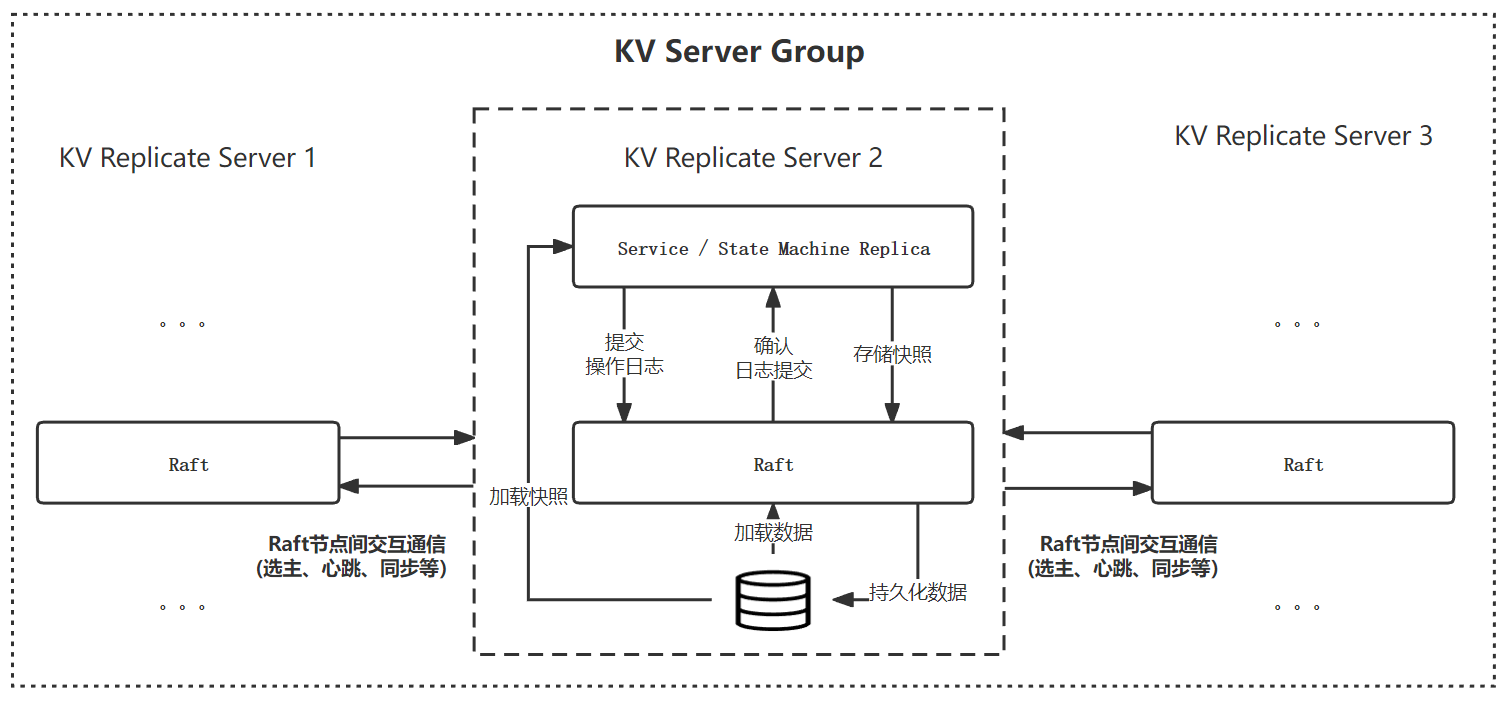 KV Server Group
KV Replicate Server 1
KV Replicate Server 2
KV Replicate Server 3
Service / State Machine Replica
。。。
提交
操作日志
确认
日志提交
存储快照
。。。
Raft
Raft
Raft
加载快照
加载数据
Raft节点间交互通信
(选主、心跳、同步等)
Raft节点间交互通信
(选主、心跳、同步等)
持久化数据
。。。
。。。